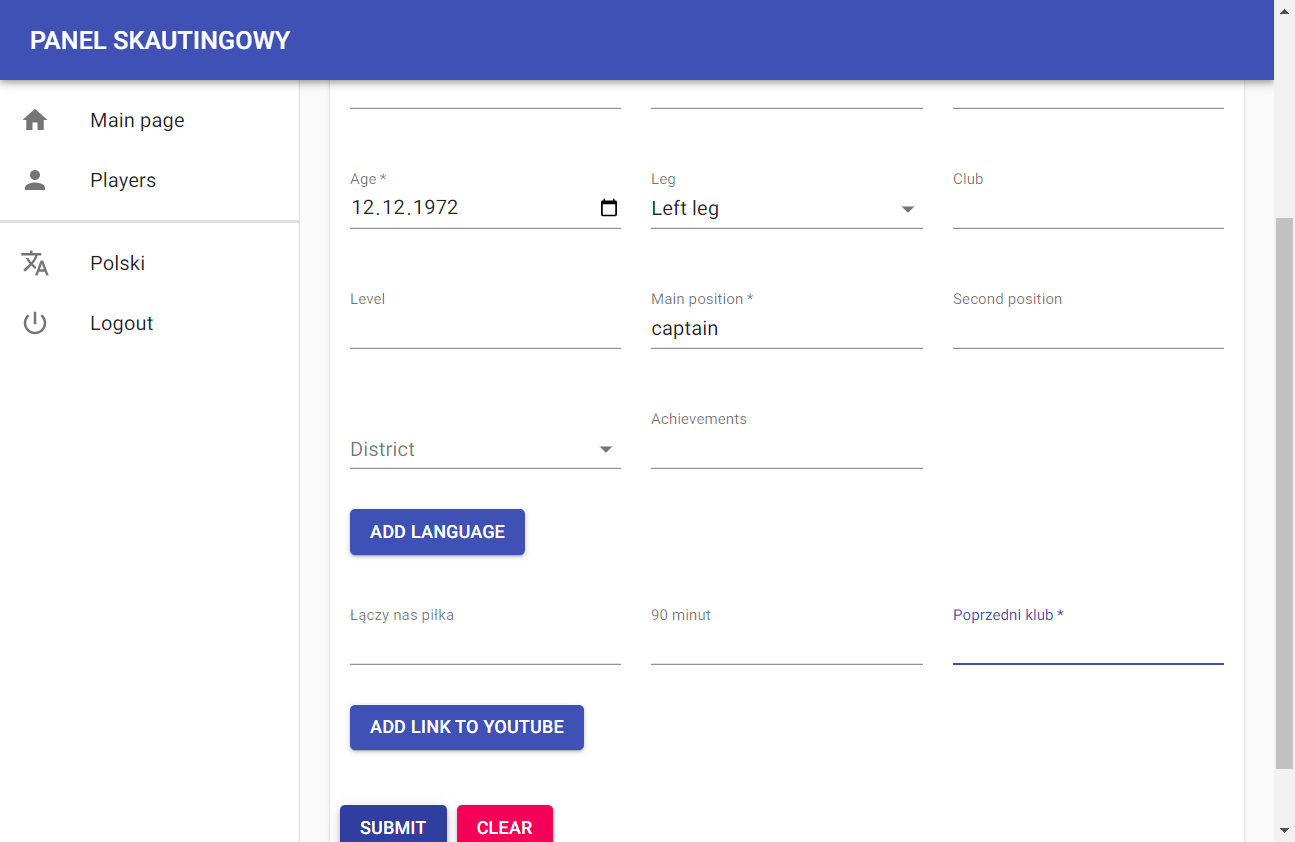 PANEL SKAUTINGOWY
Main page
Players
Polski
Logout
Age *
Leg
Club
12.12.1972
Left leg
Level
Main position *
Second position
captain
Achievements
District
ADD LANGUAGE
Łączy nas piłka
90 minut
Poprzedni klub *
ADD LINK TO YOUTUBE
SUBMIT
CLEAR